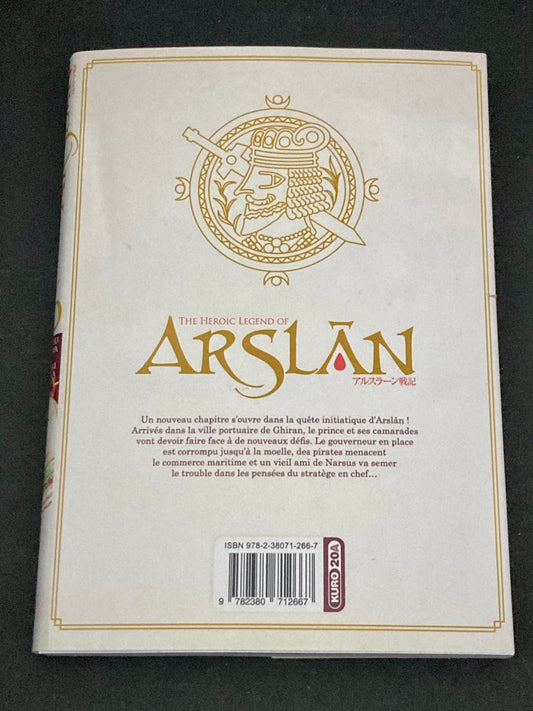 THE HEROIC LEGEND OF
ARSLÂN
アルスラーン戦記
Un nouveau chapitre s'ouvre dans la quête initiatique d'Arslân !
Arrivés dans la ville portuaire de Ghiran, le prince et ses camarades
vont devoir faire face à de nouveaux défis. Le gouverneur en place
est corrompu jusqu'à la moelle, des pirates menacent
le commerce maritime et un vieil ami de Narsus va semer
le trouble dans les pensées du stratège en chef...
ISBN 978-2-38071-266-7
9 782380 712667
KURO 20A